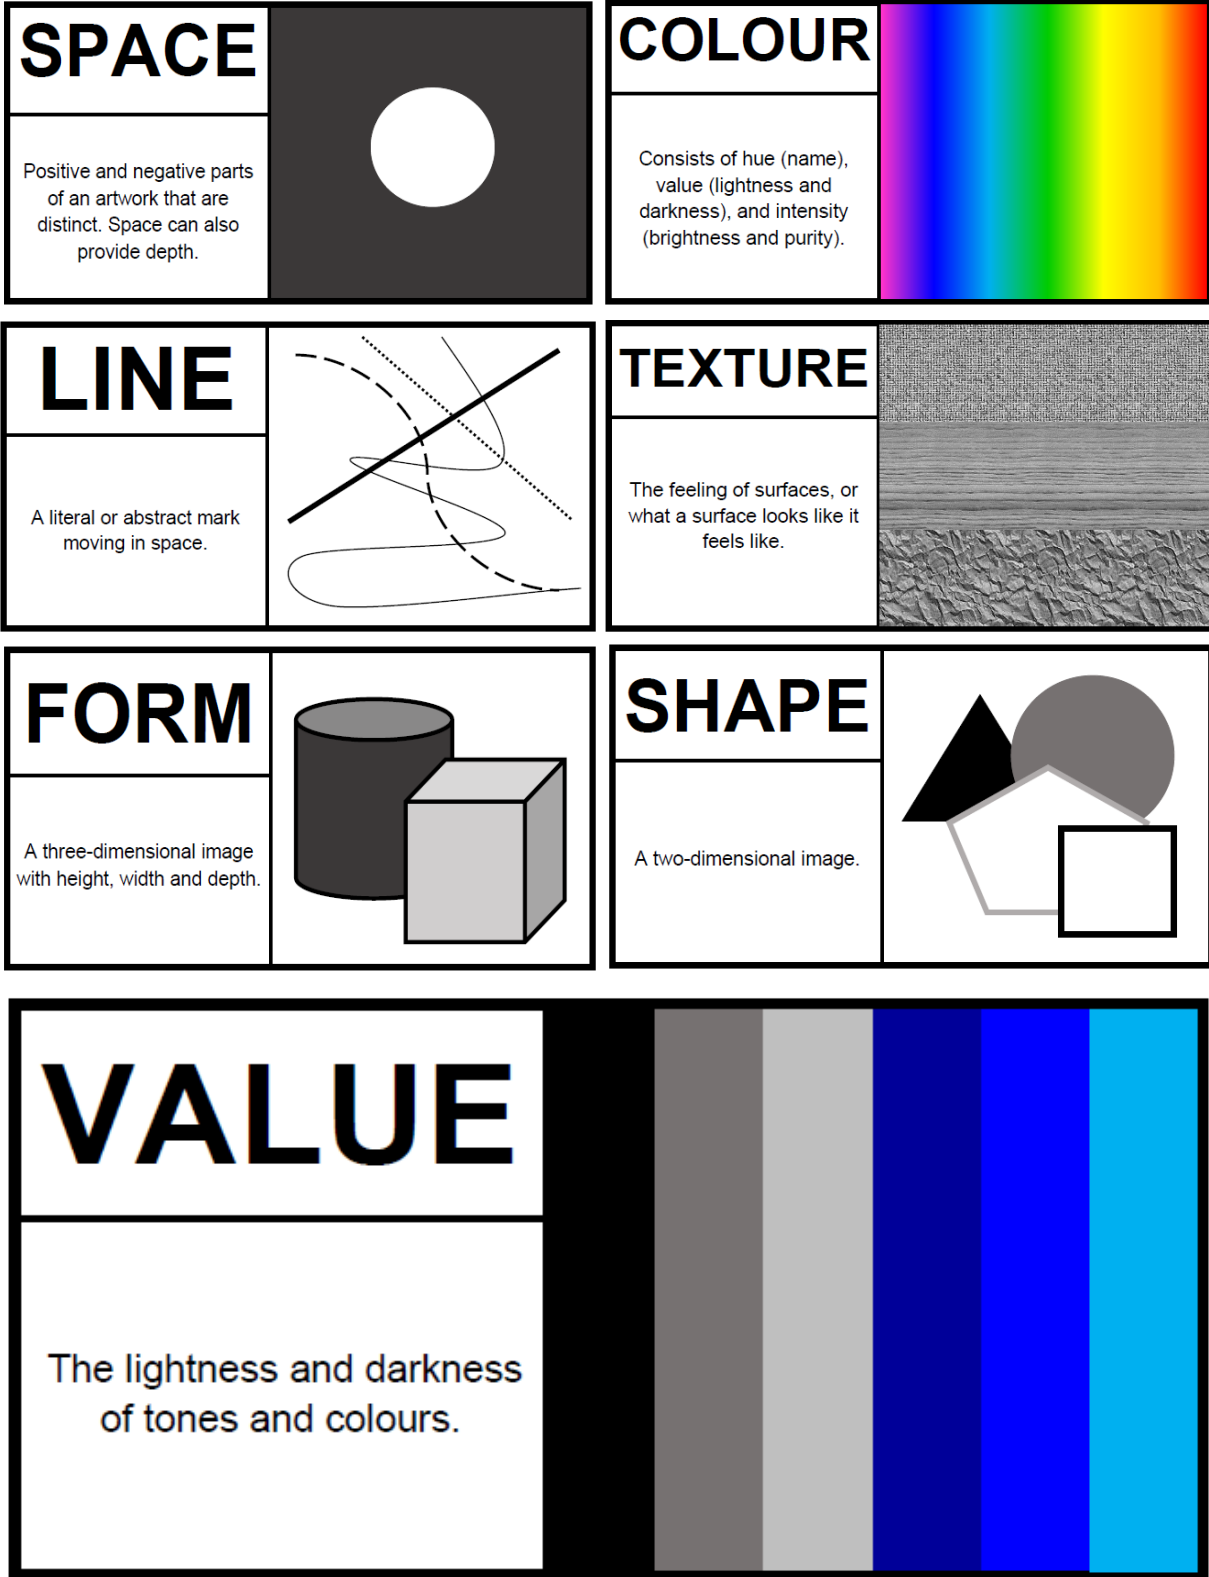 SPACE
Positive and negative parts
of an artwork that are
distinct. Space can also
provide depth.
COLOUR
Consists of hue (name),
value (lightness and
darkness), and intensity
(brightness and purity).
LINE
A literal or abstract mark
moving in space.
TEXTURE
The feeling of surfaces, or
what a surface looks like it
feels like.
FORM
A three-dimensional image
with height, width and depth.
SHAPE
A two-dimensional image.
VALUE
The lightness and darkness
of tones and colours.